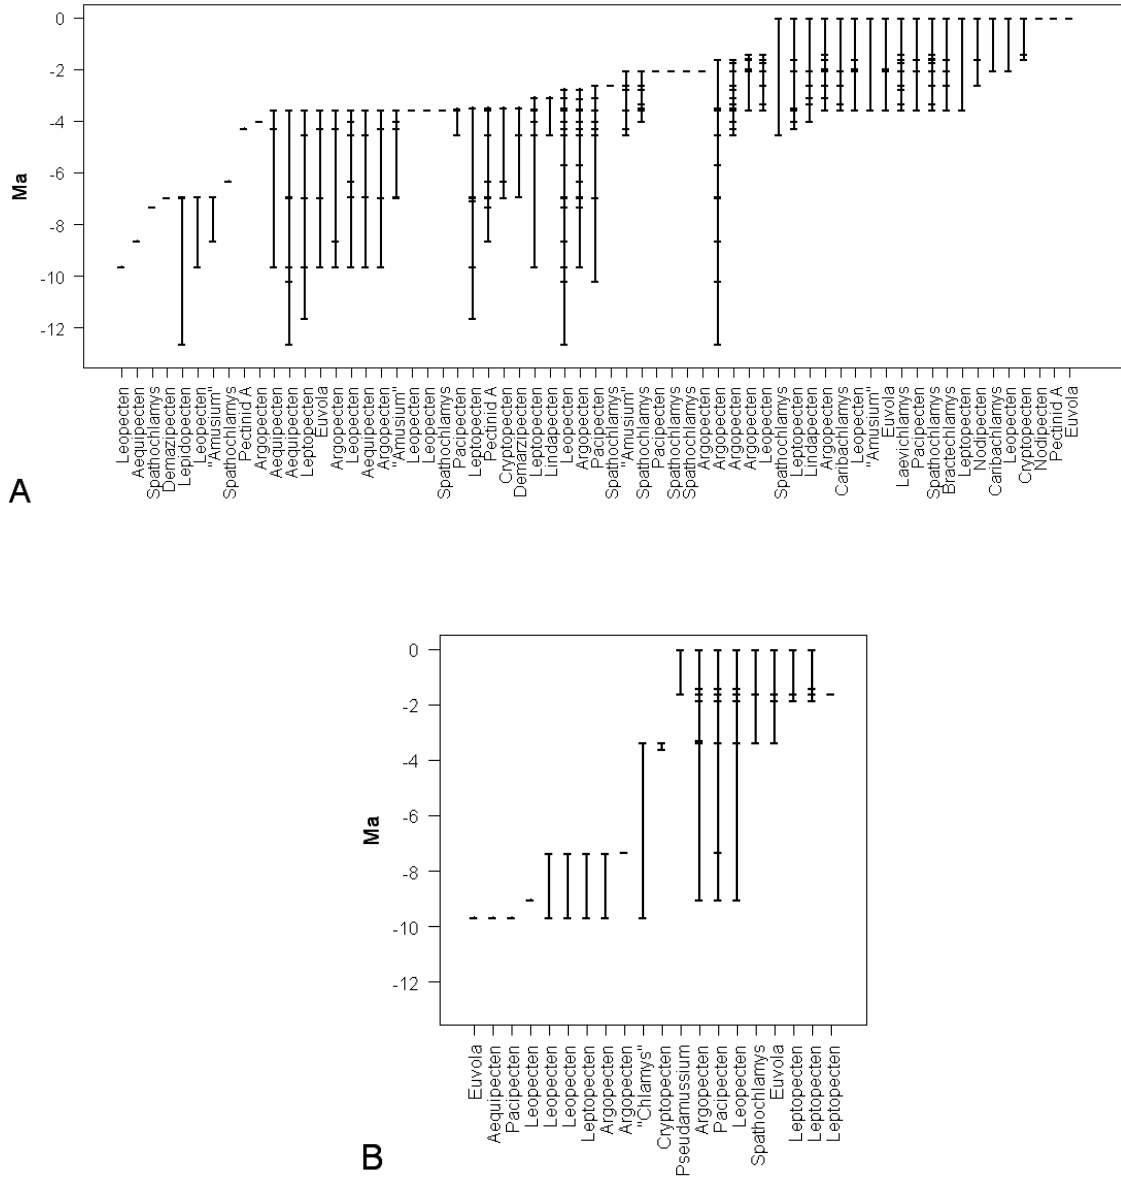 0
-2
-4
-6
-8
-10
-12
Ma
Leopecten
Aequipecten
Spathochlamys
Demazipecten
Lepidopecten
Leopecten
"Amusium"
Spathochlamys
Pectinid A
Argopecten
Aequipecten
Aequipecten
Leptopecten
Euvola
Argopecten
Leopecten
Aequipecten
Argopecten
"Amusium"
Leopecten
Leopecten
Spathochlamys
Pacipecten
Leptopecten
Pectinid A
Cryptopecten
Demarzipecten
Leptopecten
Lindapecten
Leopecten
Argopecten
Pacipecten
Spathochlamys
"Amusium"
Spathochlamys
Pacipecten
Spathochlamys
Spathochlamys
Argopecten
Argopecten
Argopecten
Argopecten
Leopecten
Spathochlamys
Leptopecten
Lindapecten
Argopecten
Caribachlamys
Leopecten
"Amusium"
Euvola
Laevichlamys
Pacipecten
Spathochlamys
Bractechlamys
Leptopecten
Nodipecten
Caribachlamys
Leopecten
Cryptopecten
Nodipecten
Pectinid A
Euvola
A
0
-2
-4
-6
-8
-10
-12
Ma
Euvola
Aequipecten
Pacipecten
Leopecten
Leopecten
Leopecten
Leptopecten
Argopecten
Argopecten
"Chlamys"
Cryptopecten
Pseudamussium
Argopecten
Pacipecten
Leopecten
Spathochlamys
Euvola
Leptopecten
Leptopecten
Leptopecten
B